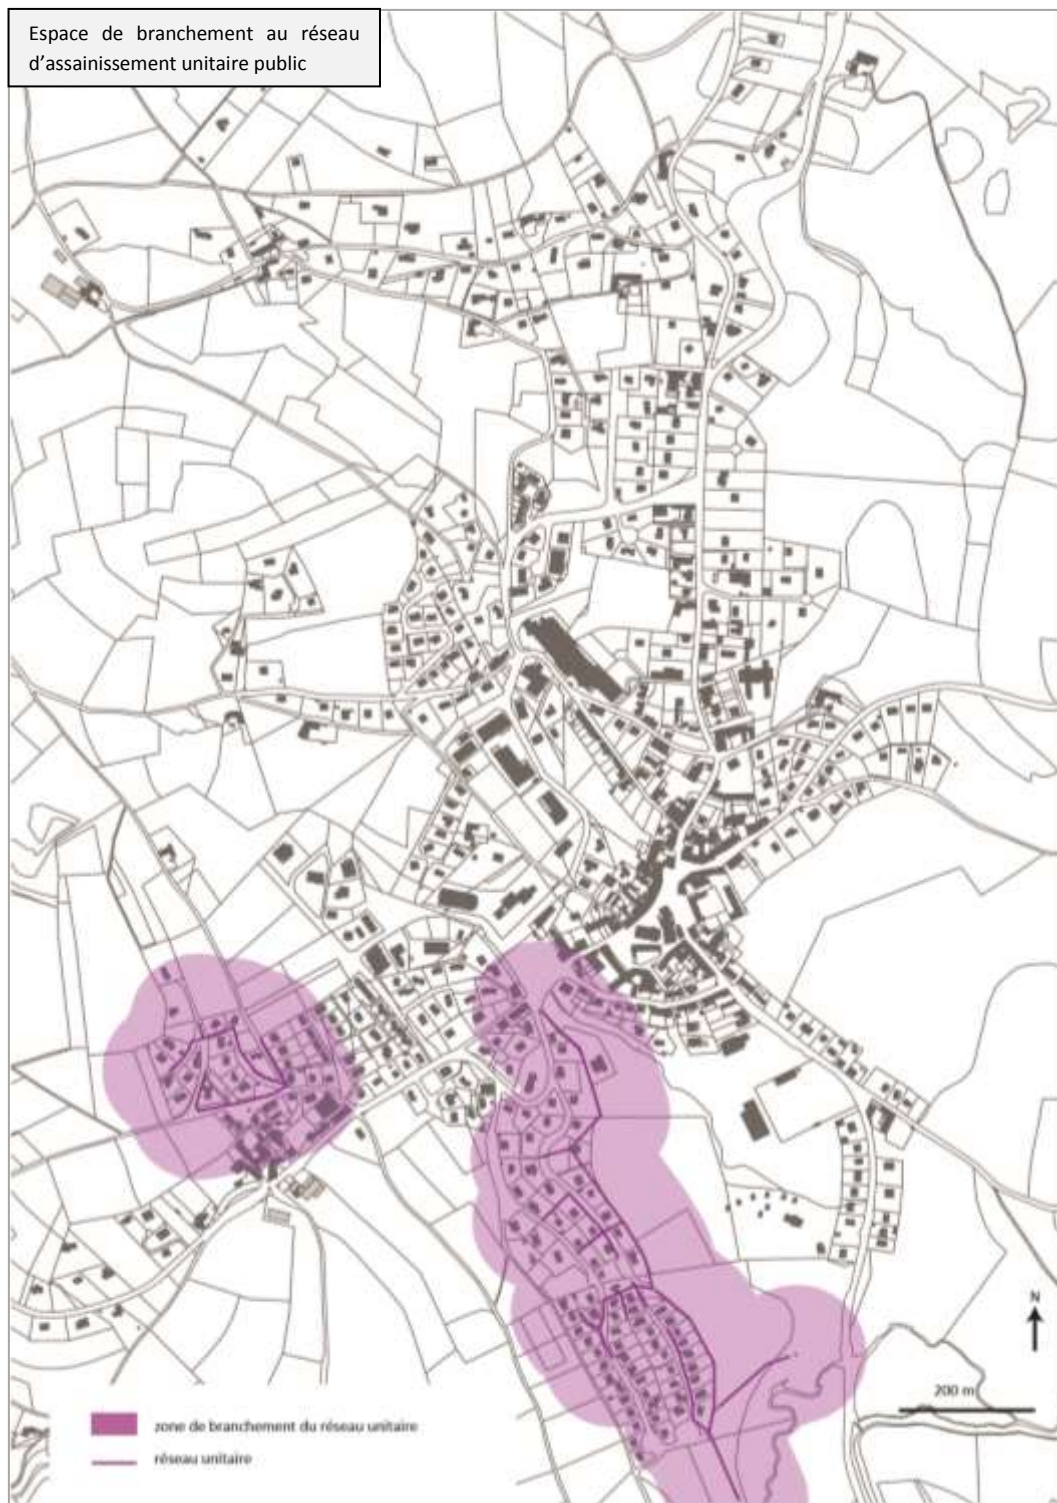 Espace de branchement au réseau
d’assainissement unitaire public
N
200 m
zone de branchement du réseau unitaire
réseau unitaire